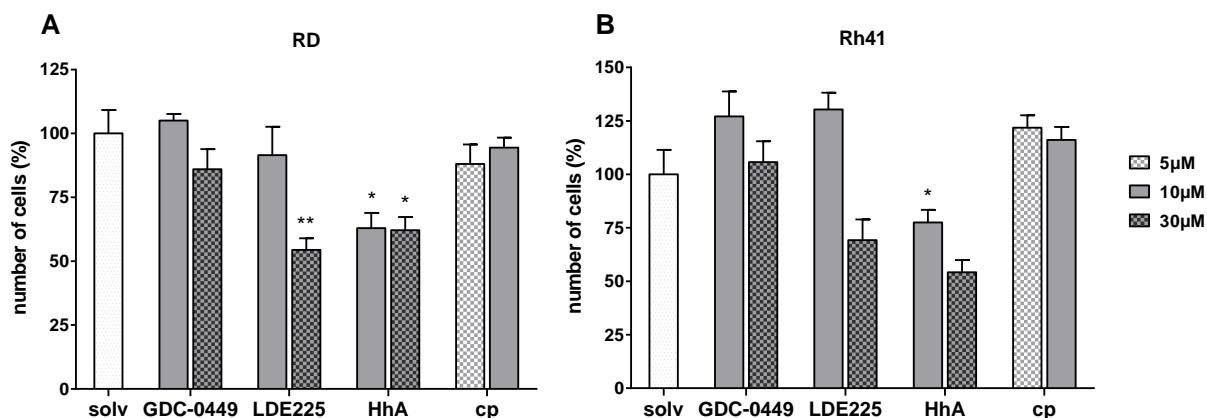 A
RD
number of cells (%)
125
100
75
50
25
0
*
*
**
solv GDC-0449 LDE225 HhA cp
B
Rh41
number of cells (%)
150
125
100
75
50
25
0
*
solv GDC-0449 LDE225 HhA cp
5µM
10µM
30µM